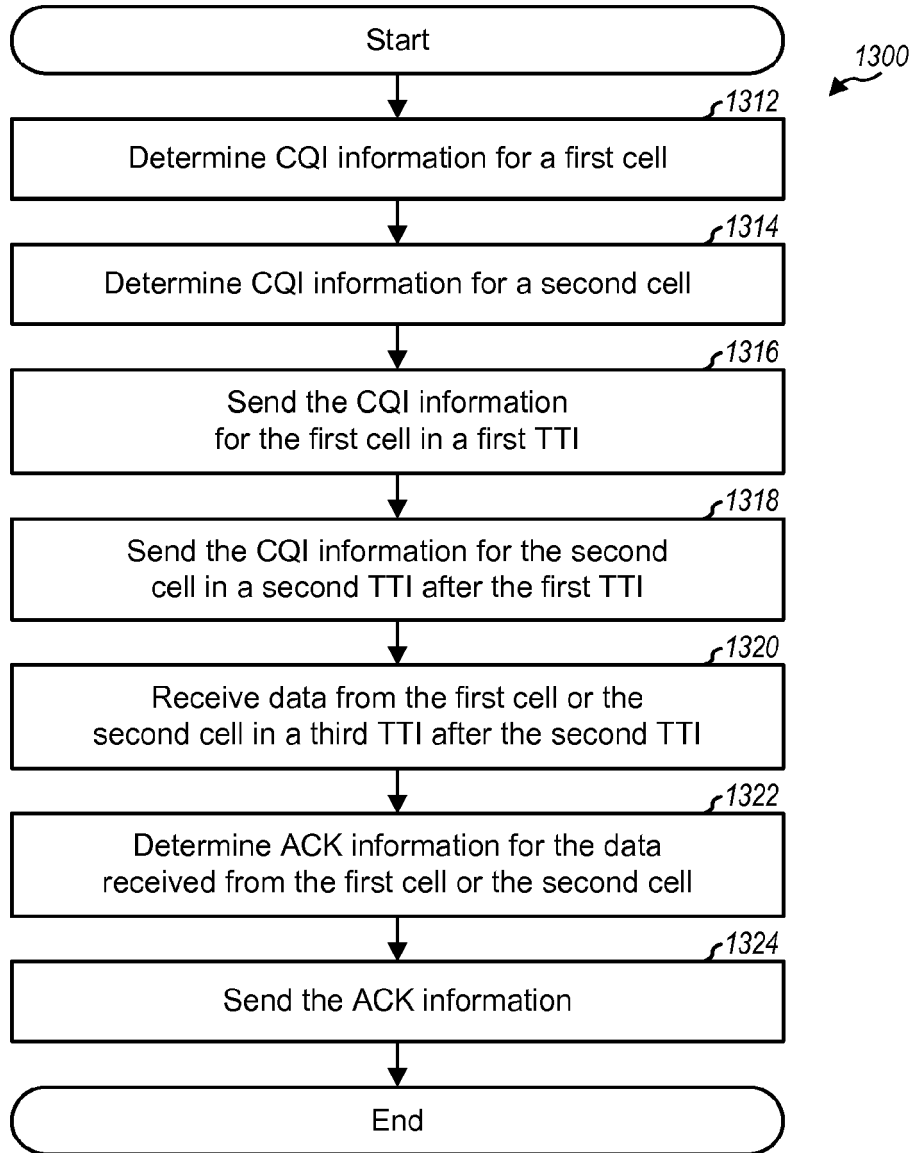 Start
1300
1312
Determine CQI information for a first cell
1314
Determine CQI information for a second cell
1316
Send the CQI information
for the first cell in a first TTI
1318
Send the CQI information for the second
cell in a second TTI after the first TTI
1320
Receive data from the first cell or the
second cell in a third TTI after the second TTI
1322
Determine ACK information for the data
received from the first cell or the second cell
1324
Send the ACK information
End